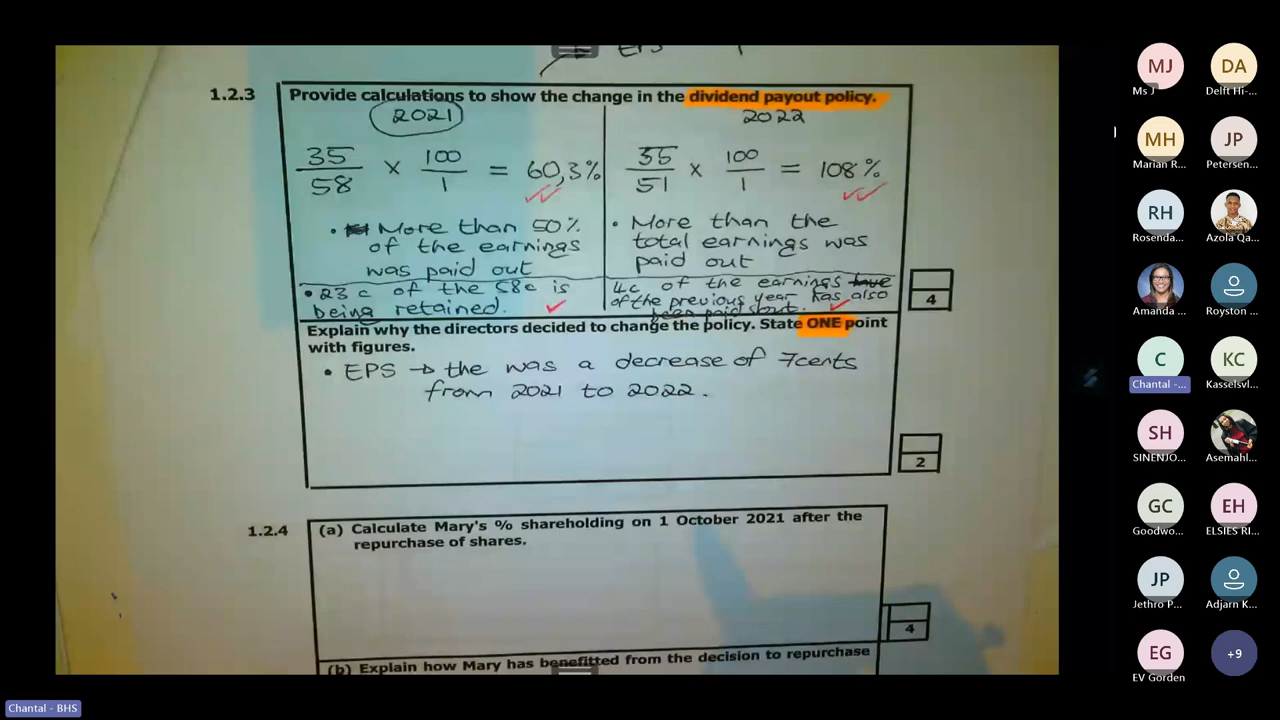 EPS
1.2.3 Provide calculations to show the change in the dividend payout policy.
2021
35/58 × 100/1 = 60,3%
• More than 50%
of the earnings
was paid out
• 23 c of the 58c is
being retained.
2022
35/51 × 100/1 = 108%
• More than the
total earnings was
paid out
4c of the earnings have
of the previous year has also
been paid out.
4
Explain why the directors decided to change the policy. State ONE point
with figures.
• EPS → the was a decrease of 7cents
from 2021 to 2022.
2
1.2.4 (a) Calculate Mary's % shareholding on 1 October 2021 after the
repurchase of shares.
4
(b) Explain how Mary has benefitted from the decision to repurchase
MJ DA
Ms J Delft Hi-...
MH JP
Marian R... Petersen...
RH
Rosenda... Azola Qa...
Amanda ... Royston ...
C KC
Chantal -... Kasselsvl...
SH
SINENJO... Asemahl...
GC EH
Goodwo... ELSIES RI...
JP
Jethro P... Adjarn K...
EG +9
EV Gorden
Chantal - BHS